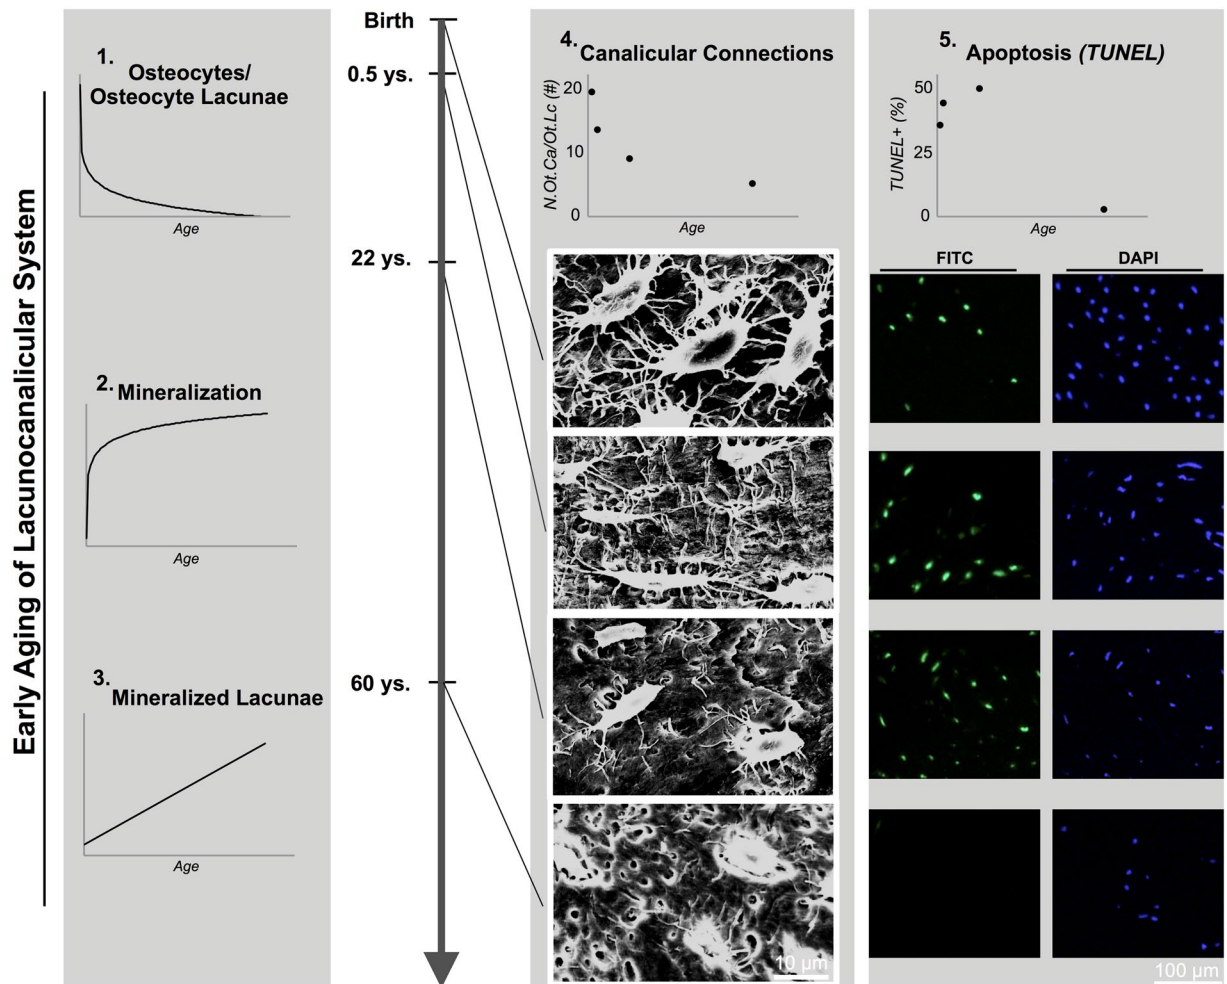 Early Aging of Lacunocanalicular System
1.
Osteocytes/
Osteocyte Lacunae
Age
2.
Mineralization
Age
3.
Mineralized Lacunae
Age
Birth
0.5 ys.
22 ys.
60 ys.
4.
Canalicular Connections
N.Ot.Ca/Ot.Lc (#)
20
10
0
Age
10 µm
5.
Apoptosis (TUNEL)
TUNEL+ (%)
50
25
0
Age
FITC
DAPI
100 µm